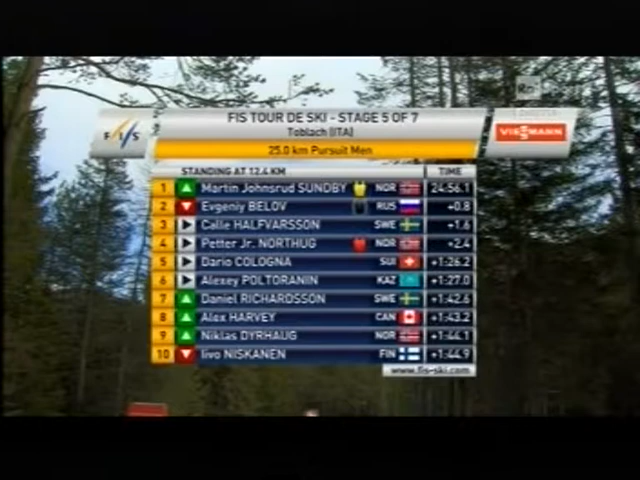 FIS TOUR DE SKI - STAGE 5 OF 7
Toblach (ITA)
25.0 km Pursuit Men
FIS
VIESMANN
Rai
STANDING AT 12.4 KM TIME
1 Martin Johnsrud SUNDBY NOR 24:56.1
2 Evgeniy BELOV RUS +0.8
3 Calle HALFVARSSON SWE +1.6
4 Petter Jr. NORTHUG NOR +2.4
5 Dario COLOGNA SUI +1:26.2
6 Alexey POLTORANIN KAZ +1:27.0
7 Daniel RICHARDSSON SWE +1:42.6
8 Alex HARVEY CAN +1:43.2
9 Niklas DYRHAUG NOR +1:44.1
10 Iivo NISKANEN FIN +1:44.9
www.fis-ski.com